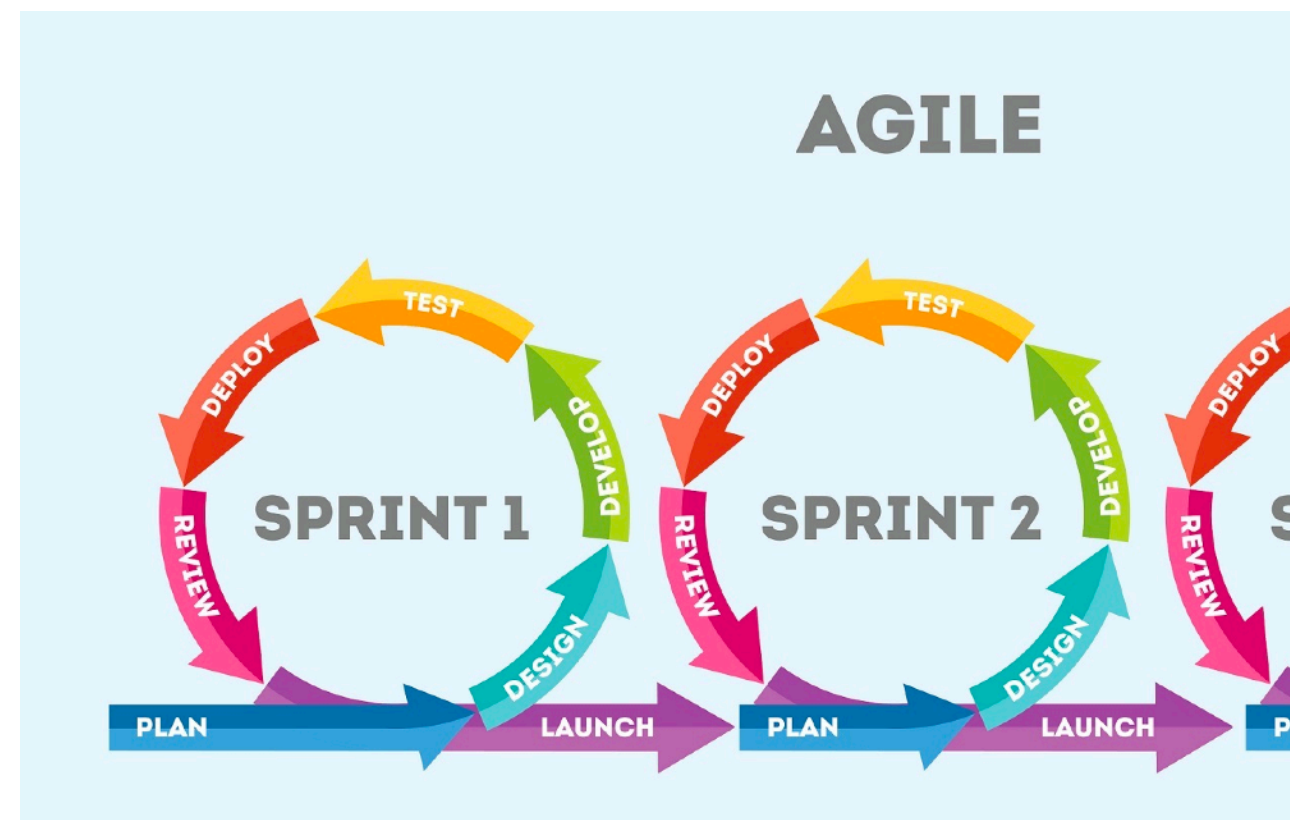 AGILE
SPRINT 1
PLAN
DESIGN
DEVELOP
TEST
DEPLOY
REVIEW
LAUNCH
SPRINT 2
PLAN
DESIGN
DEVELOP
TEST
DEPLOY
REVIEW
LAUNCH
DEPLOY
REVIEW